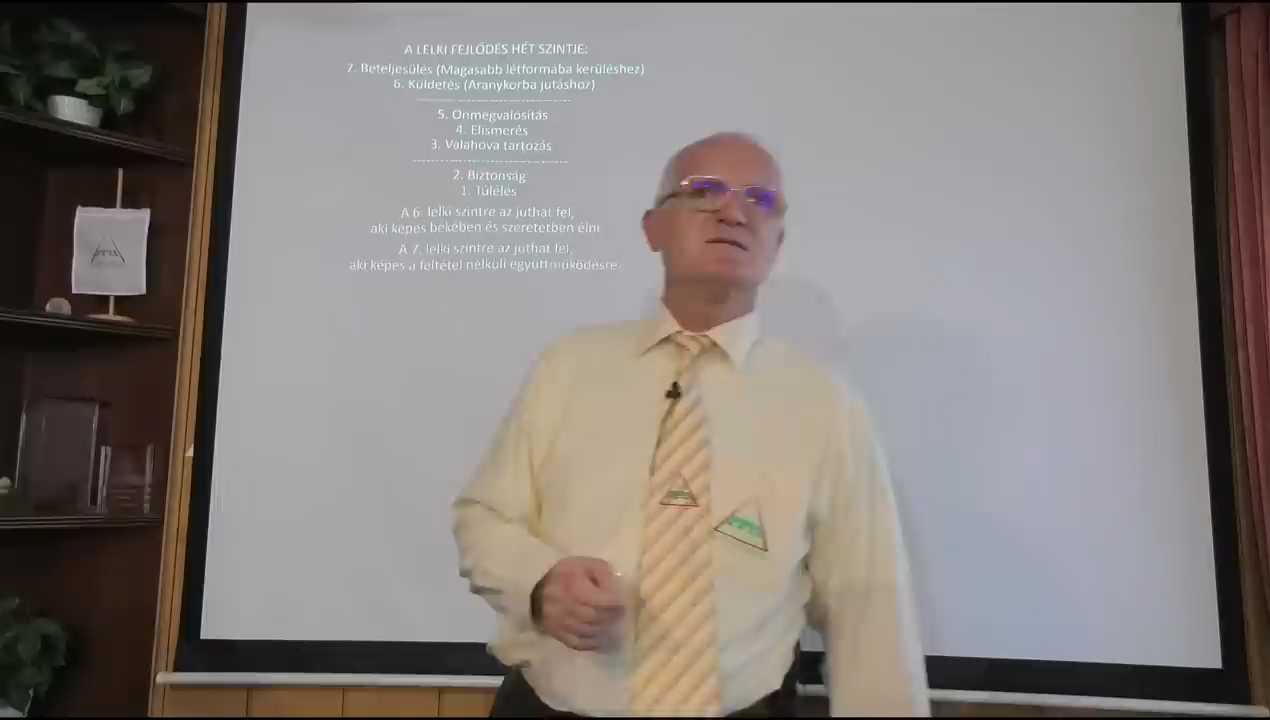 A LELKI FEJLŐDÉS HÉT SZINTJE:
7. Beteljesülés (Magasabb létformába kerüléshez)
6. Küldetés (Aranykorba jutáshoz)
5. Önmegvalósítás
4. Elismerés
3. Valahova tartozás
2. Biztonság
1. Túlélés
A 6. lelki szintre az juthat fel,
aki képes békében és szeretetben élni.
A 7. lelki szintre az juthat fel,
aki képes a feltétel nélküli együttműködésre.